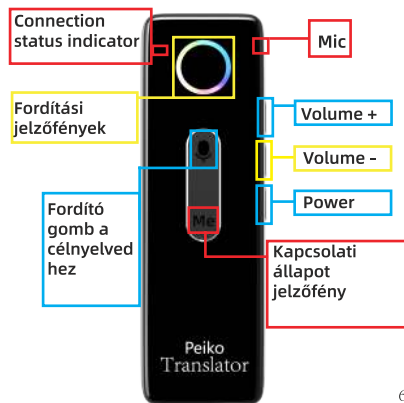 Connection
status indicator
Mic
Fordítási
jelzőfények
Volume +
Volume –
Fordító
gomb a
célnyelved
hez
Power
Me
Kapcsolati
állapot
jelzőfény
Peiko
Translator
6